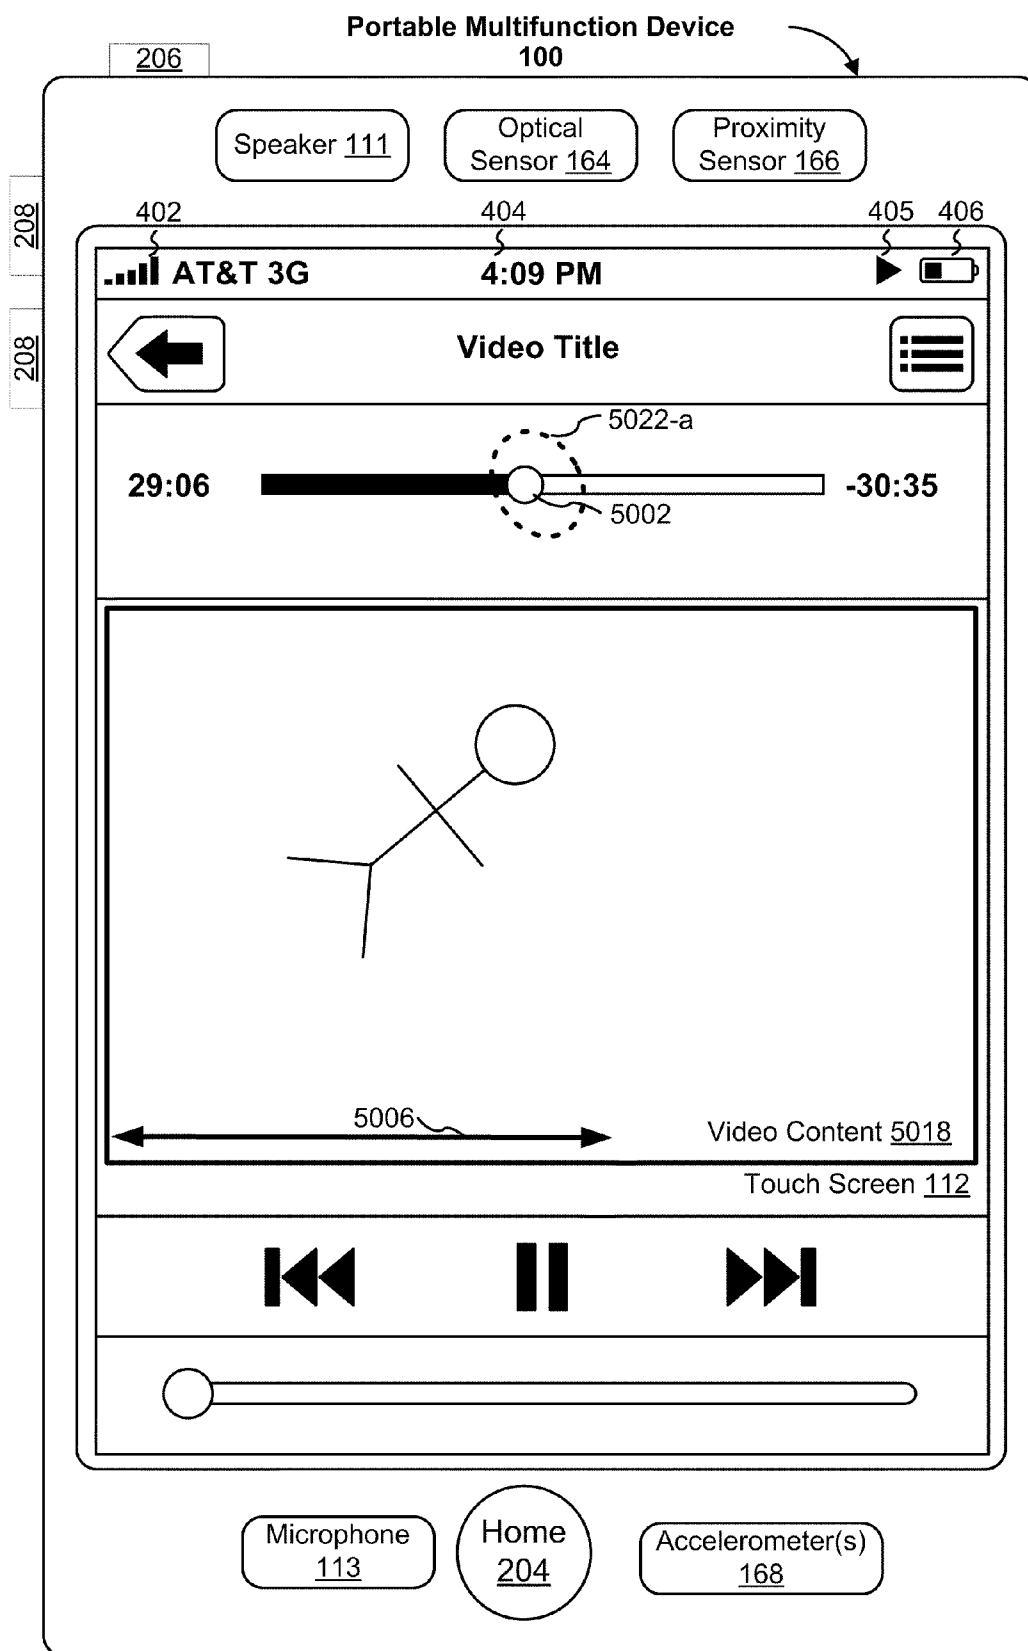 Portable Multifunction Device
100
206
Speaker 111
Optical
Sensor 164
Proximity
Sensor 166
208
402
404
405
406
AT&T 3G
4:09 PM
208
Video Title
5022-a
29:06
-30:35
5002
5006
Video Content 5018
Touch Screen 112
Microphone
113
Home
204
Accelerometer(s)
168